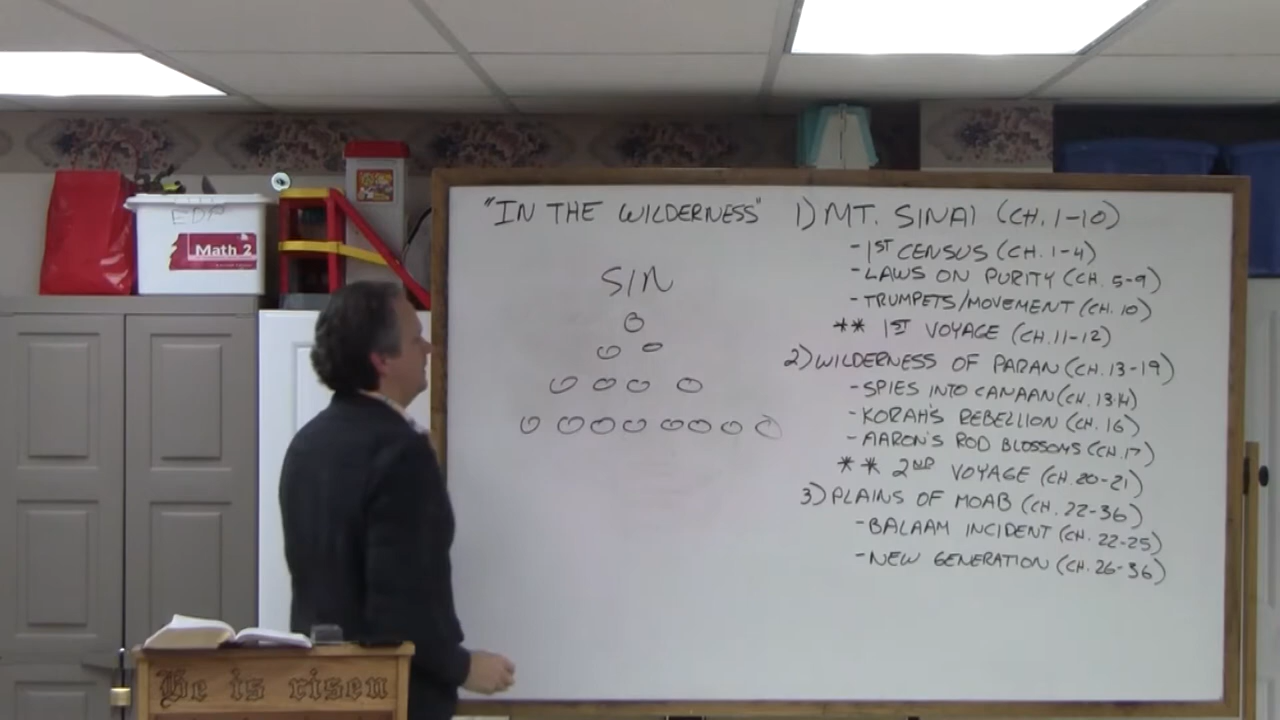 "IN THE WILDERNESS"
SIN
1) MT. SINAI (CH. 1-10)
-1ST CENSUS (CH. 1-4)
-LAWS ON PURITY (CH. 5-9)
-TRUMPETS/MOVEMENT (CH. 10)
** 1ST VOYAGE (CH. 11-12)
2) WILDERNESS OF PARAN (CH. 13-19)
-SPIES INTO CANAAN (CH. 13-14)
-KORAH'S REBELLION (CH. 16)
-AARON'S ROD BLOSSOMS (CH. 17)
** 2ND VOYAGE (CH. 20-21)
3) PLAINS OF MOAB (CH. 22-36)
-BALAAM INCIDENT (CH. 22-25)
-NEW GENERATION (CH. 26-36)
Math 2
He is risen